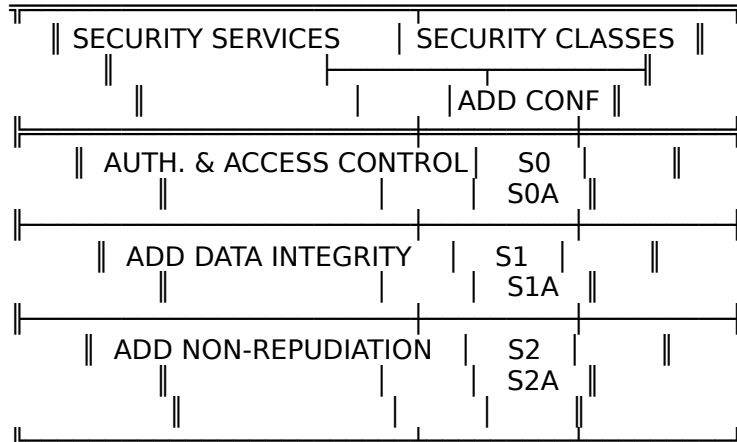 SECURITY SERVICES SECURITY CLASSES
ADD CONF
AUTH. & ACCESS CONTROL S0
S0A
ADD DATA INTEGRITY S1
S1A
ADD NON-REPUDIATION S2
S2A